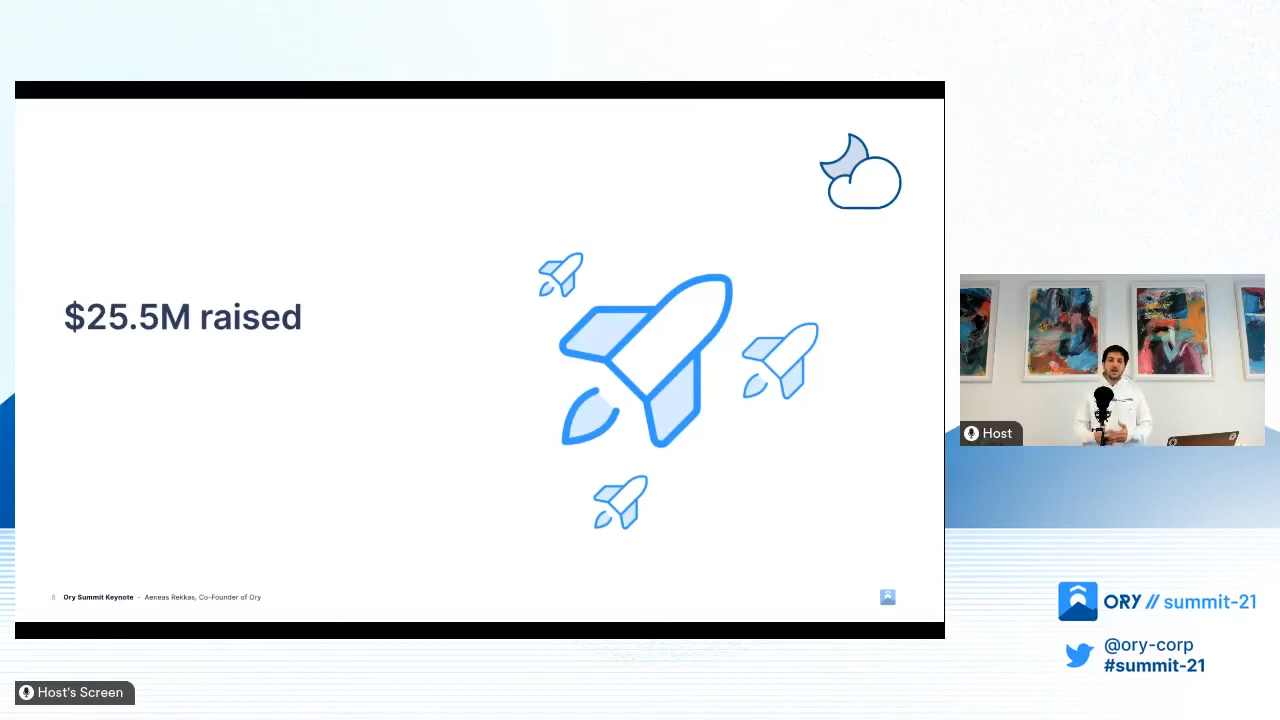 $25.5M raised
8 Ory Summit Keynote - Aeneas Rekkas, Co-Founder of Ory
Host
ORY // summit-21
@ory-corp
#summit-21
Host's Screen